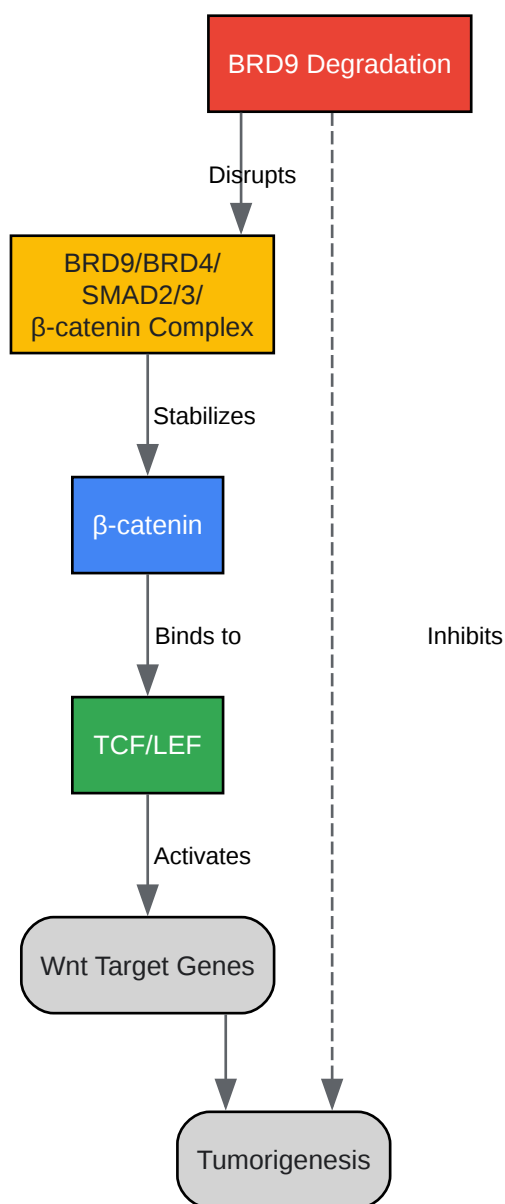 BRD9 Degradation
Disrupts
BRD9/BRD4/
SMAD2/3/
β-catenin Complex
Stabilizes
β-catenin
Binds to
Inhibits
TCF/LEF
Activates
Wnt Target Genes
Tumorigenesis